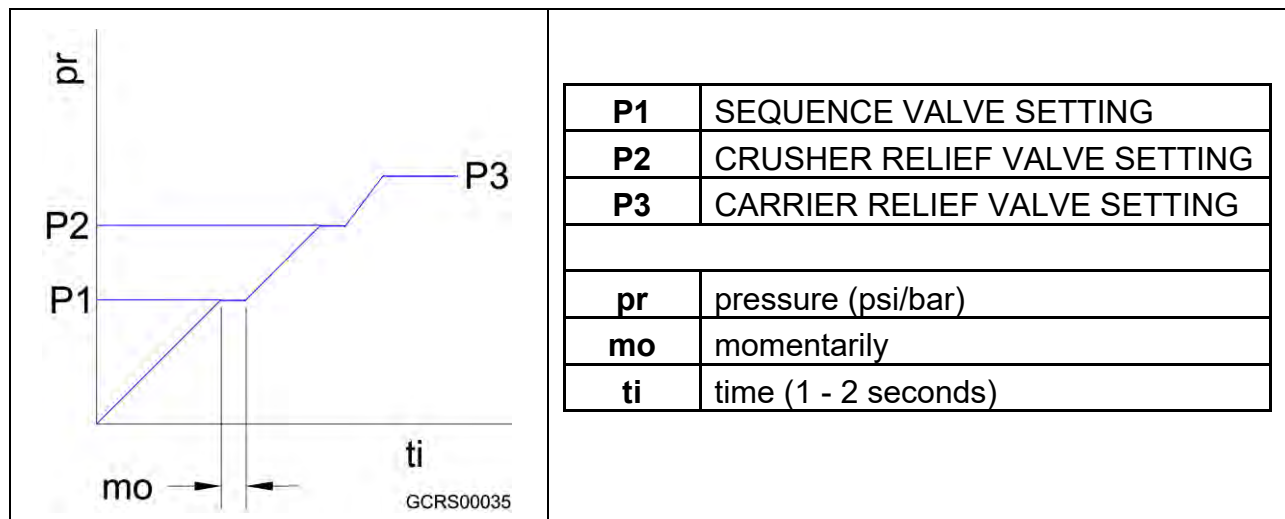 pr
P3
P2
P1
ti
mo
GCRS00035
P1 SEQUENCE VALVE SETTING
P2 CRUSHER RELIEF VALVE SETTING
P3 CARRIER RELIEF VALVE SETTING
pr pressure (psi/bar)
mo momentarily
ti time (1 - 2 seconds)